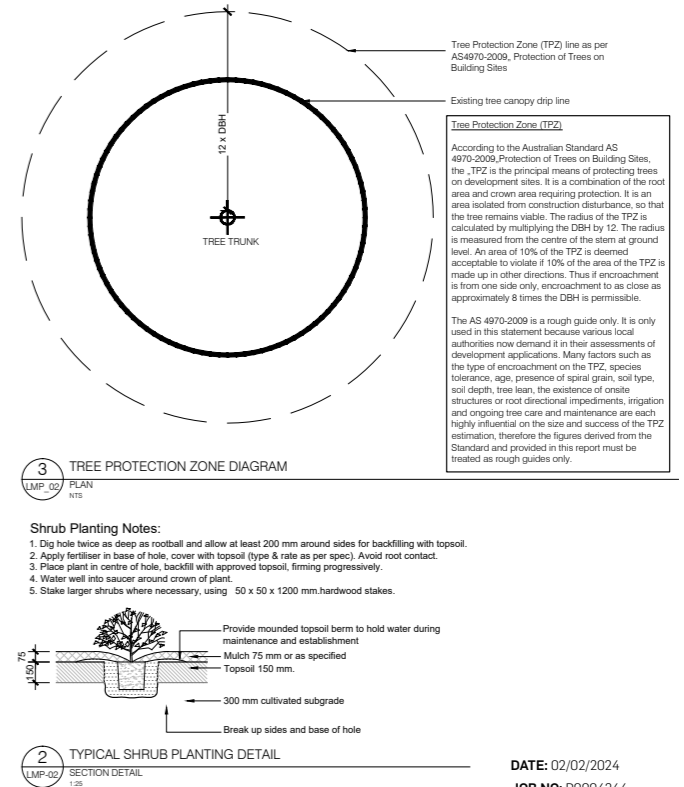 Tree Protection Zone (TPZ) line as per
AS4970-2009,, Protection of Trees on
Building Sites
Existing tree canopy drip line
12 x DBH
TREE TRUNK
Tree Protection Zone (TPZ)
According to the Australian Standard AS
4970-2009,,Protection of Trees on Building Sites,
the ,,TPZ is the principal means of protecting trees
on development sites. It is a combination of the root
area and crown area requiring protection. It is an
area isolated from construction disturbance, so that
the tree remains viable. The radius of the TPZ is
calculated by multiplying the DBH by 12. The radius
is measured from the centre of the stem at ground
level. An area of 10% of the TPZ is deemed
acceptable to violate if 10% of the area of the TPZ is
made up in other directions. Thus if encroachment
is from one side only, encroachment to as close as
approximately 8 times the DBH is permissible.
The AS 4970-2009 is a rough guide only. It is only
used in this statement because various local
authorities now demand it in their assessments of
development applications. Many factors such as
the type of encroachment on the TPZ, species
tolerance, age, presence of spiral grain, soil type,
soil depth, tree lean, the existence of onsite
structures or root directional impediments, irrigation
and ongoing tree care and maintenance are each
highly influential on the size and success of the TPZ
estimation, therefore the figures derived from the
Standard and provided in this report must be
treated as rough guides only.
3
LMP_02
TREE PROTECTION ZONE DIAGRAM
PLAN
NTS
Shrub Planting Notes:
1. Dig hole twice as deep as rootball and allow at least 200 mm around sides for backfilling with topsoil.
2. Apply fertiliser in base of hole, cover with topsoil (type & rate as per spec). Avoid root contact.
3. Place plant in centre of hole, backfill with approved topsoil, firming progressively.
4. Water well into saucer around crown of plant.
5. Stake larger shrubs where necessary, using 50 x 50 x 1200 mm.hardwood stakes.
Provide mounded topsoil berm to hold water during
maintenance and establishment
Mulch 75 mm or as specified
Topsoil 150 mm.
75
150
300 mm cultivated subgrade
Break up sides and base of hole
2
LMP-02
TYPICAL SHRUB PLANTING DETAIL
SECTION DETAIL
1:25
DATE: 02/02/2024